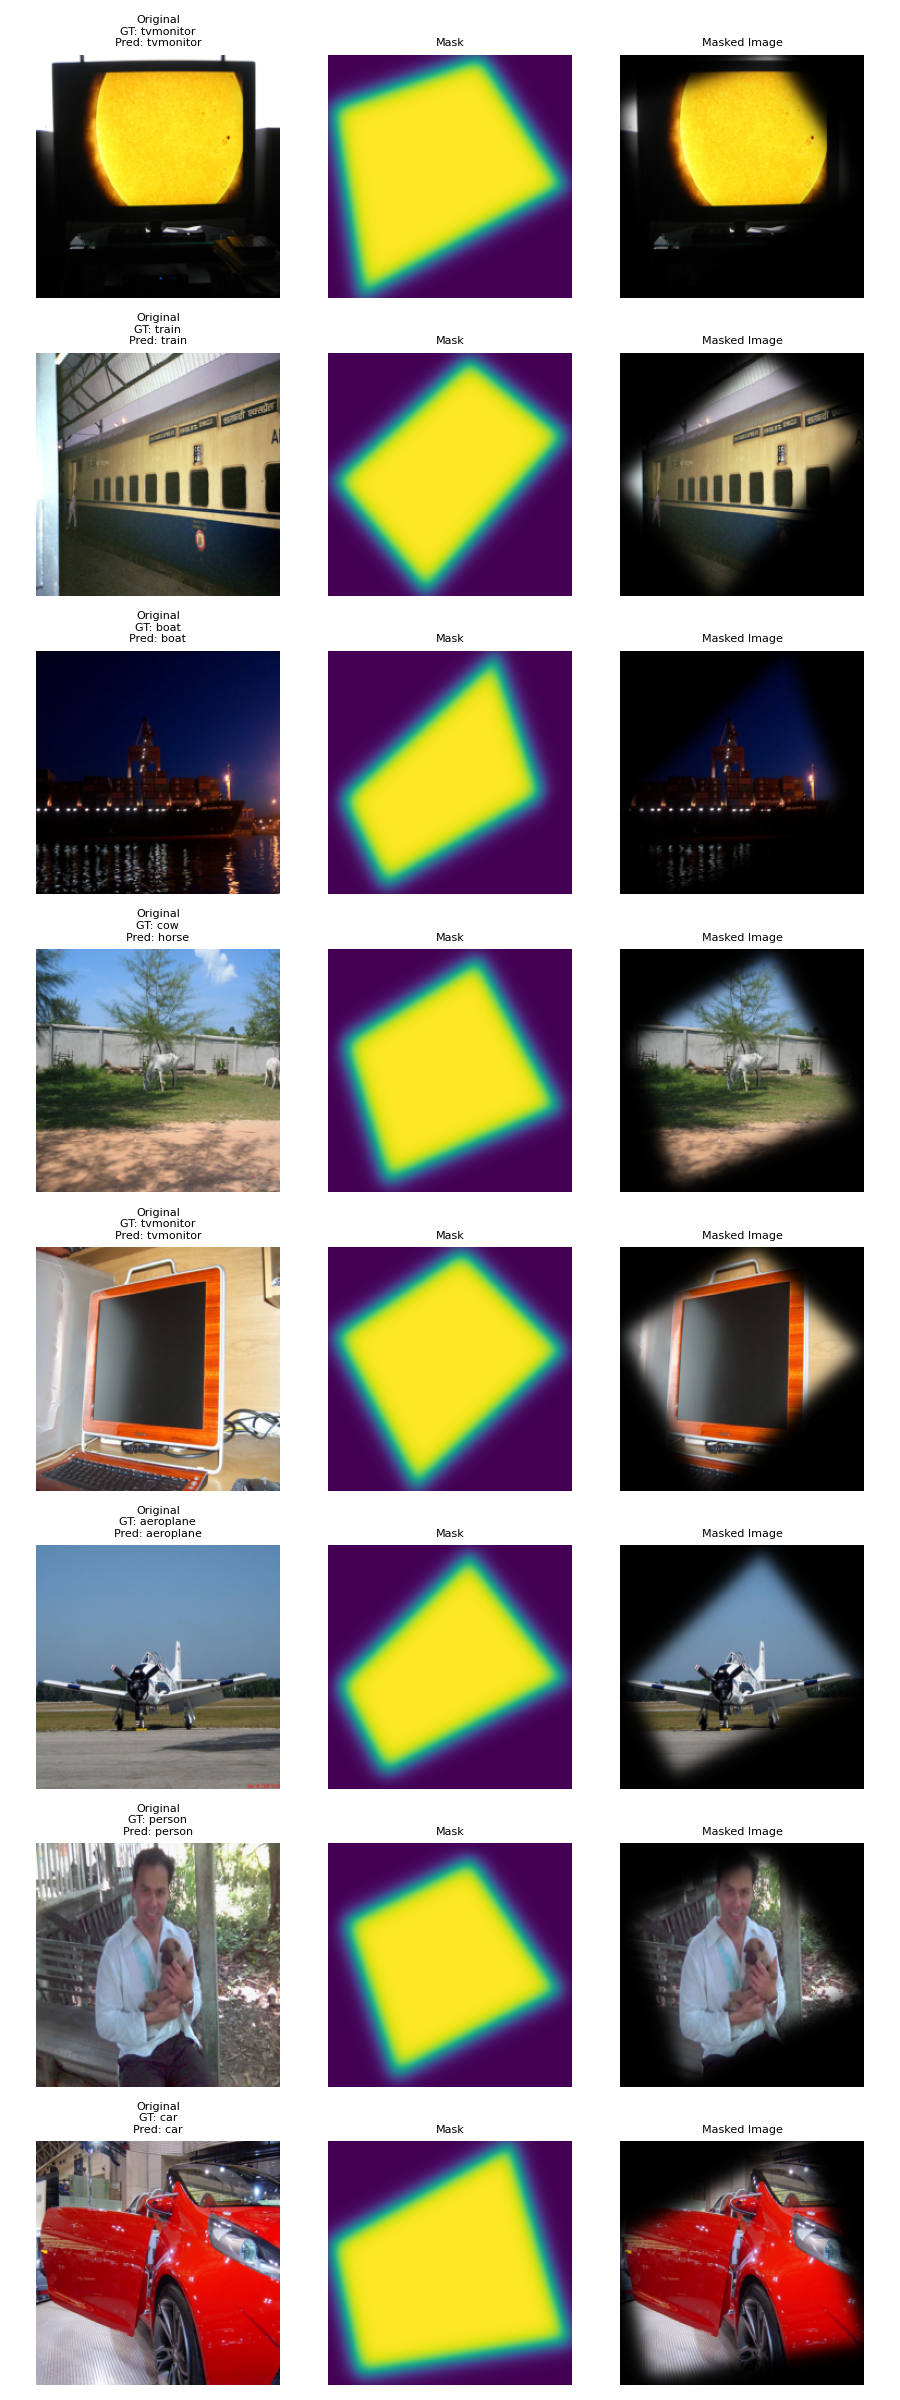 Original
GT: tvmonitor
Pred: tvmonitor
Mask
Masked Image
Original
GT: train
Pred: train
Mask
Masked Image
Original
GT: boat
Pred: boat
Mask
Masked Image
Original
GT: cow
Pred: horse
Mask
Masked Image
Original
GT: tvmonitor
Pred: tvmonitor
Mask
Masked Image
Original
GT: aeroplane
Pred: aeroplane
Mask
Masked Image
Original
GT: person
Pred: person
Mask
Masked Image
Original
GT: car
Pred: car
Mask
Masked Image